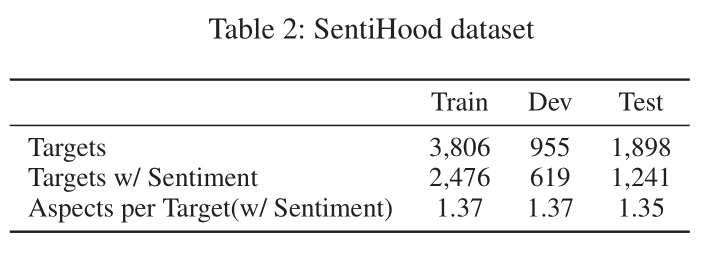 Table 2: SentiHood dataset
Train Dev Test
Targets 3,806 955 1,898
Targets w/ Sentiment 2,476 619 1,241
Aspects per Target(w/ Sentiment) 1.37 1.37 1.35